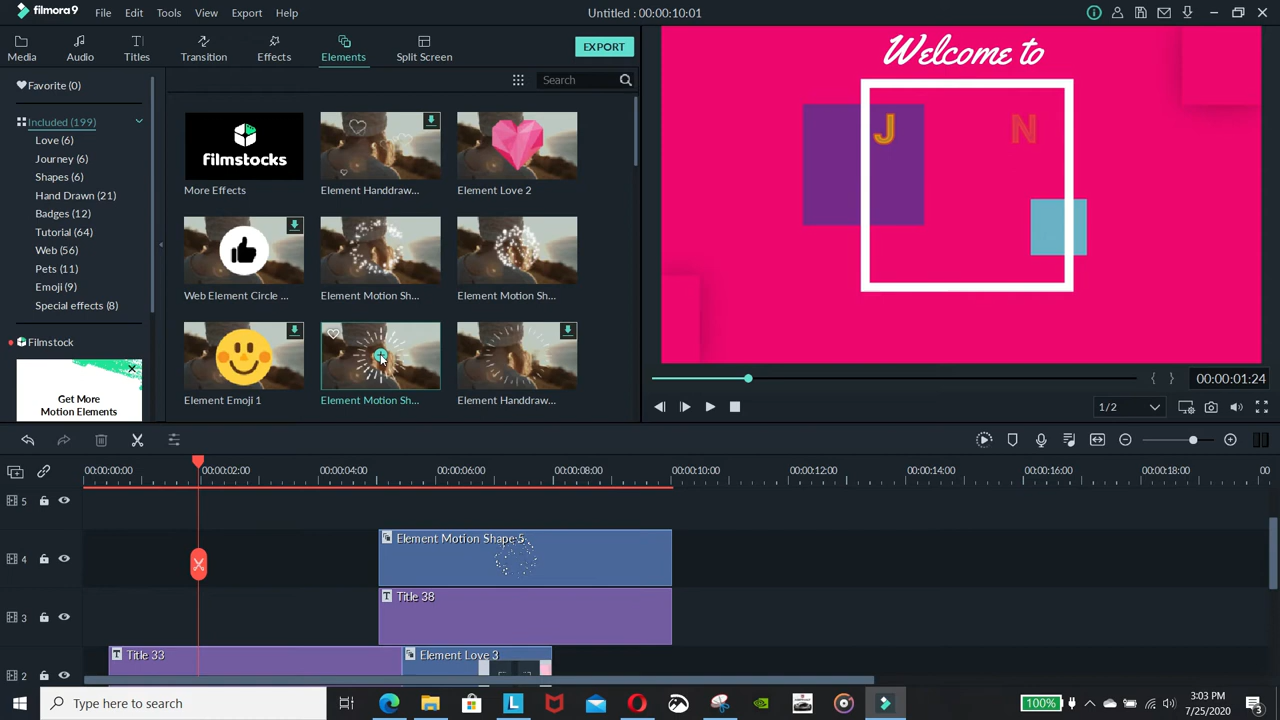 filmora 9
File Edit Tools View Export Help
Untitled : 00:00:10:01
Media Audio Titles Transition Effects Elements Split Screen
EXPORT
Favorite (0)
Included (199)
Love (6)
Journey (6)
Shapes (6)
Hand Drawn (21)
Badges (12)
Tutorial (64)
Web (56)
Pets (11)
Emoji (9)
Special effects (8)
Filmstock
Get More
Motion Elements
Search
filmstocks
More Effects
Element Handdraw...
Element Love 2
Web Element Circle ...
Element Motion Sh...
Element Motion Sh...
Element Emoji 1
Element Motion Sh...
Element Handdraw...
Welcome to
J N
00:00:01:24
1/2
00:00:00:00 00:00:02:00 00:00:04:00 00:00:06:00 00:00:08:00 00:00:10:00 00:00:12:00 00:00:14:00 00:00:16:00 00:00:18:00 00
5
4
Element Motion Shape 5
3
Title 38
2
Title 33
Element Love 3
Type here to search
L
100%
3:03 PM
7/25/2020
3